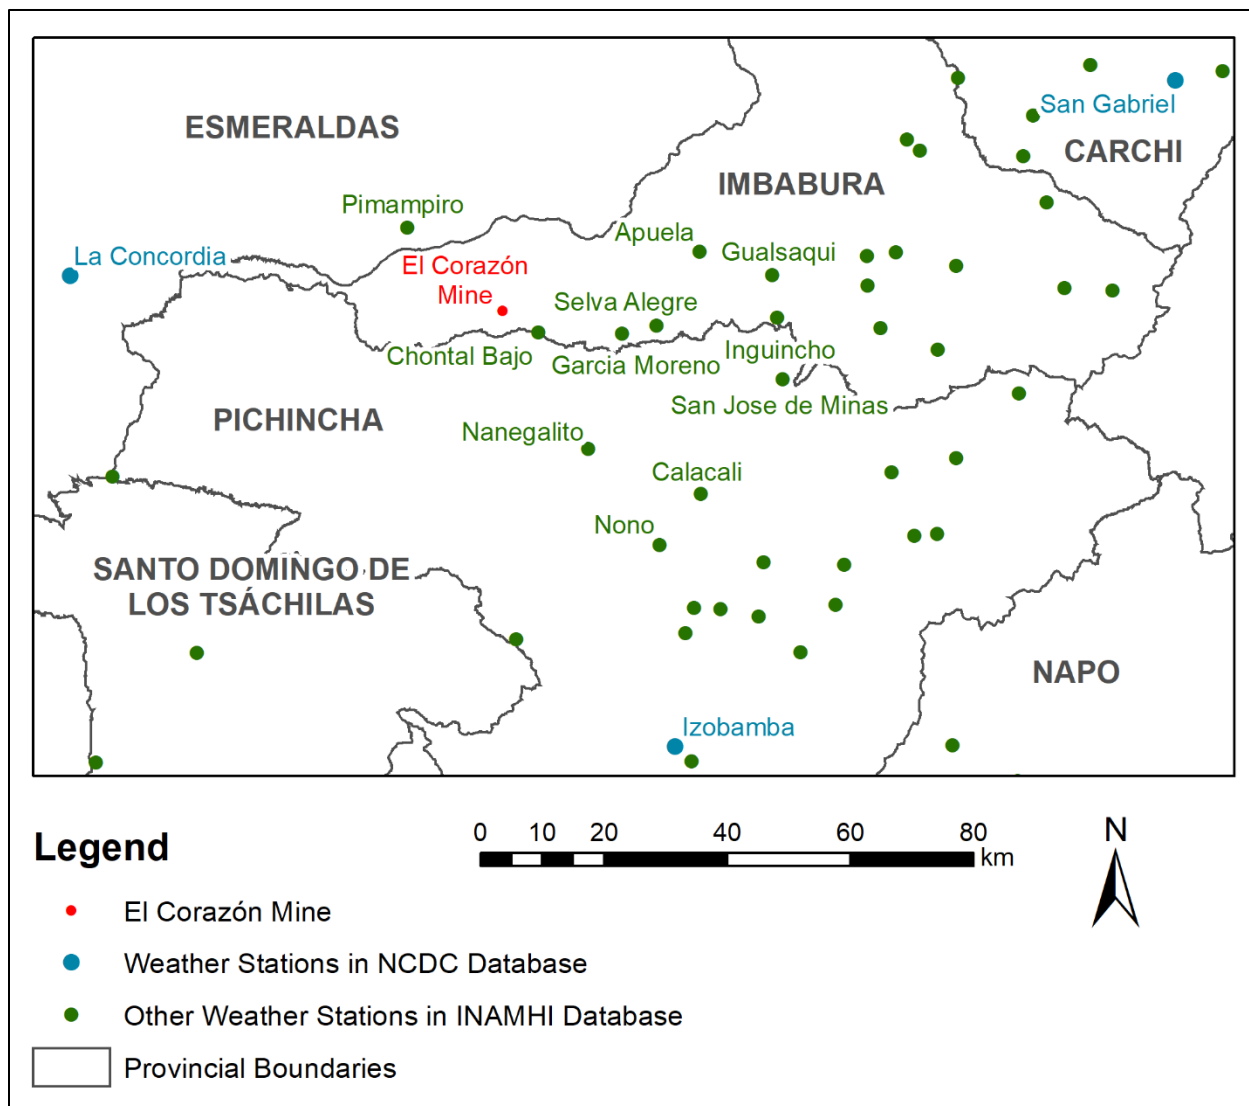 San Gabriel
ESMERALDAS
CARCHI
IMBABURA
Pimampiro
Apuela
La Concordia
Gualsaqui
El Corazón
Mine
Selva Alegre
Chontal Bajo
Garcia Moreno
Inguincho
San Jose de Minas
PICHINCHA
Nanegalito
Calacali
Nono
SANTO DOMINGO DE
LOS TSÁCHILAS
NAPO
Izobamba
Legend
0 10 20 40 60 80
km
N
El Corazón Mine
Weather Stations in NCDC Database
Other Weather Stations in INAMHI Database
Provincial Boundaries